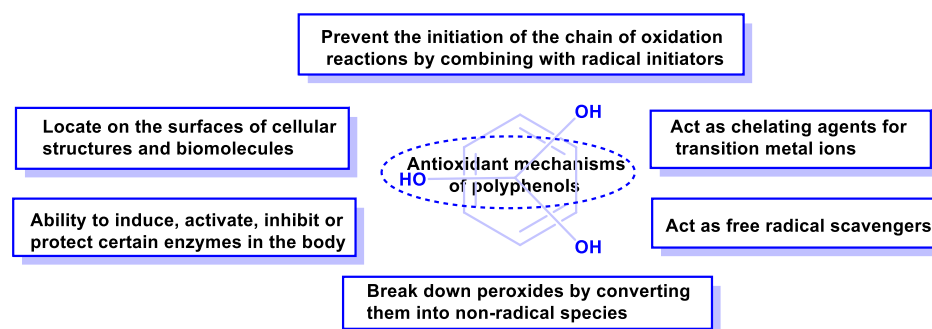 Prevent the initiation of the chain of oxidation
reactions by combining with radical initiators
Locate on the surfaces of cellular
structures and biomolecules
OH
Act as chelating agents for
transition metal ions
Antioxidant mechanisms
of polyphenols
HO
Ability to induce, activate, inhibit or
protect certain enzymes in the body
Act as free radical scavengers
OH
Break down peroxides by converting
them into non-radical species